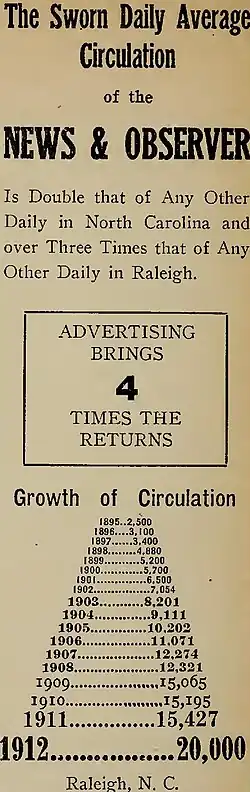 The Sworn Daily Average
Circulation
of the
NEWS & OBSERVER
Is Double that of Any Other
Daily in North Carolina and
over Three Times that of Any
Other Daily in Raleigh.
ADVERTISING
BRINGS
4
TIMES THE
RETURNS
Growth of Circulation
1895..2,500
1896....3,100
1897......3,400
1898.......4,880
1899........5,200
1900.........5,700
1901..........6,500
1902...........7,054
1903...........8,201
1904............9,111
1905............10,202
1906............11,071
1907.............12,274
1908.............12,321
1909..............15,065
1910..............15,195
1911...............15,427
1912.................20,000
Raleigh, N. C.